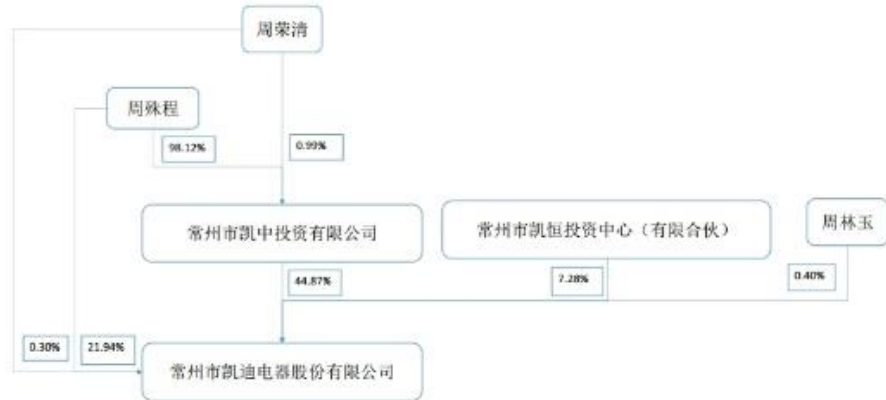 周荣清
周殊程
98.12%
0.99%
常州市凯中投资有限公司
常州市凯恒投资中心（有限合伙）
周林玉
44.87%
7.28%
0.40%
0.30%
21.94%
常州市凯迪电器股份有限公司